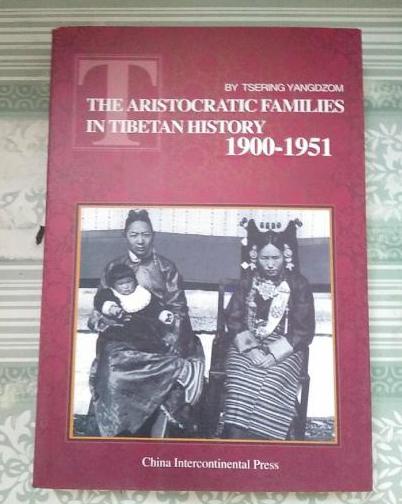 T
BY TSERING YANGDZOM
THE ARISTOCRATIC FAMILIES
IN TIBETAN HISTORY
1900-1951
China Intercontinental Press